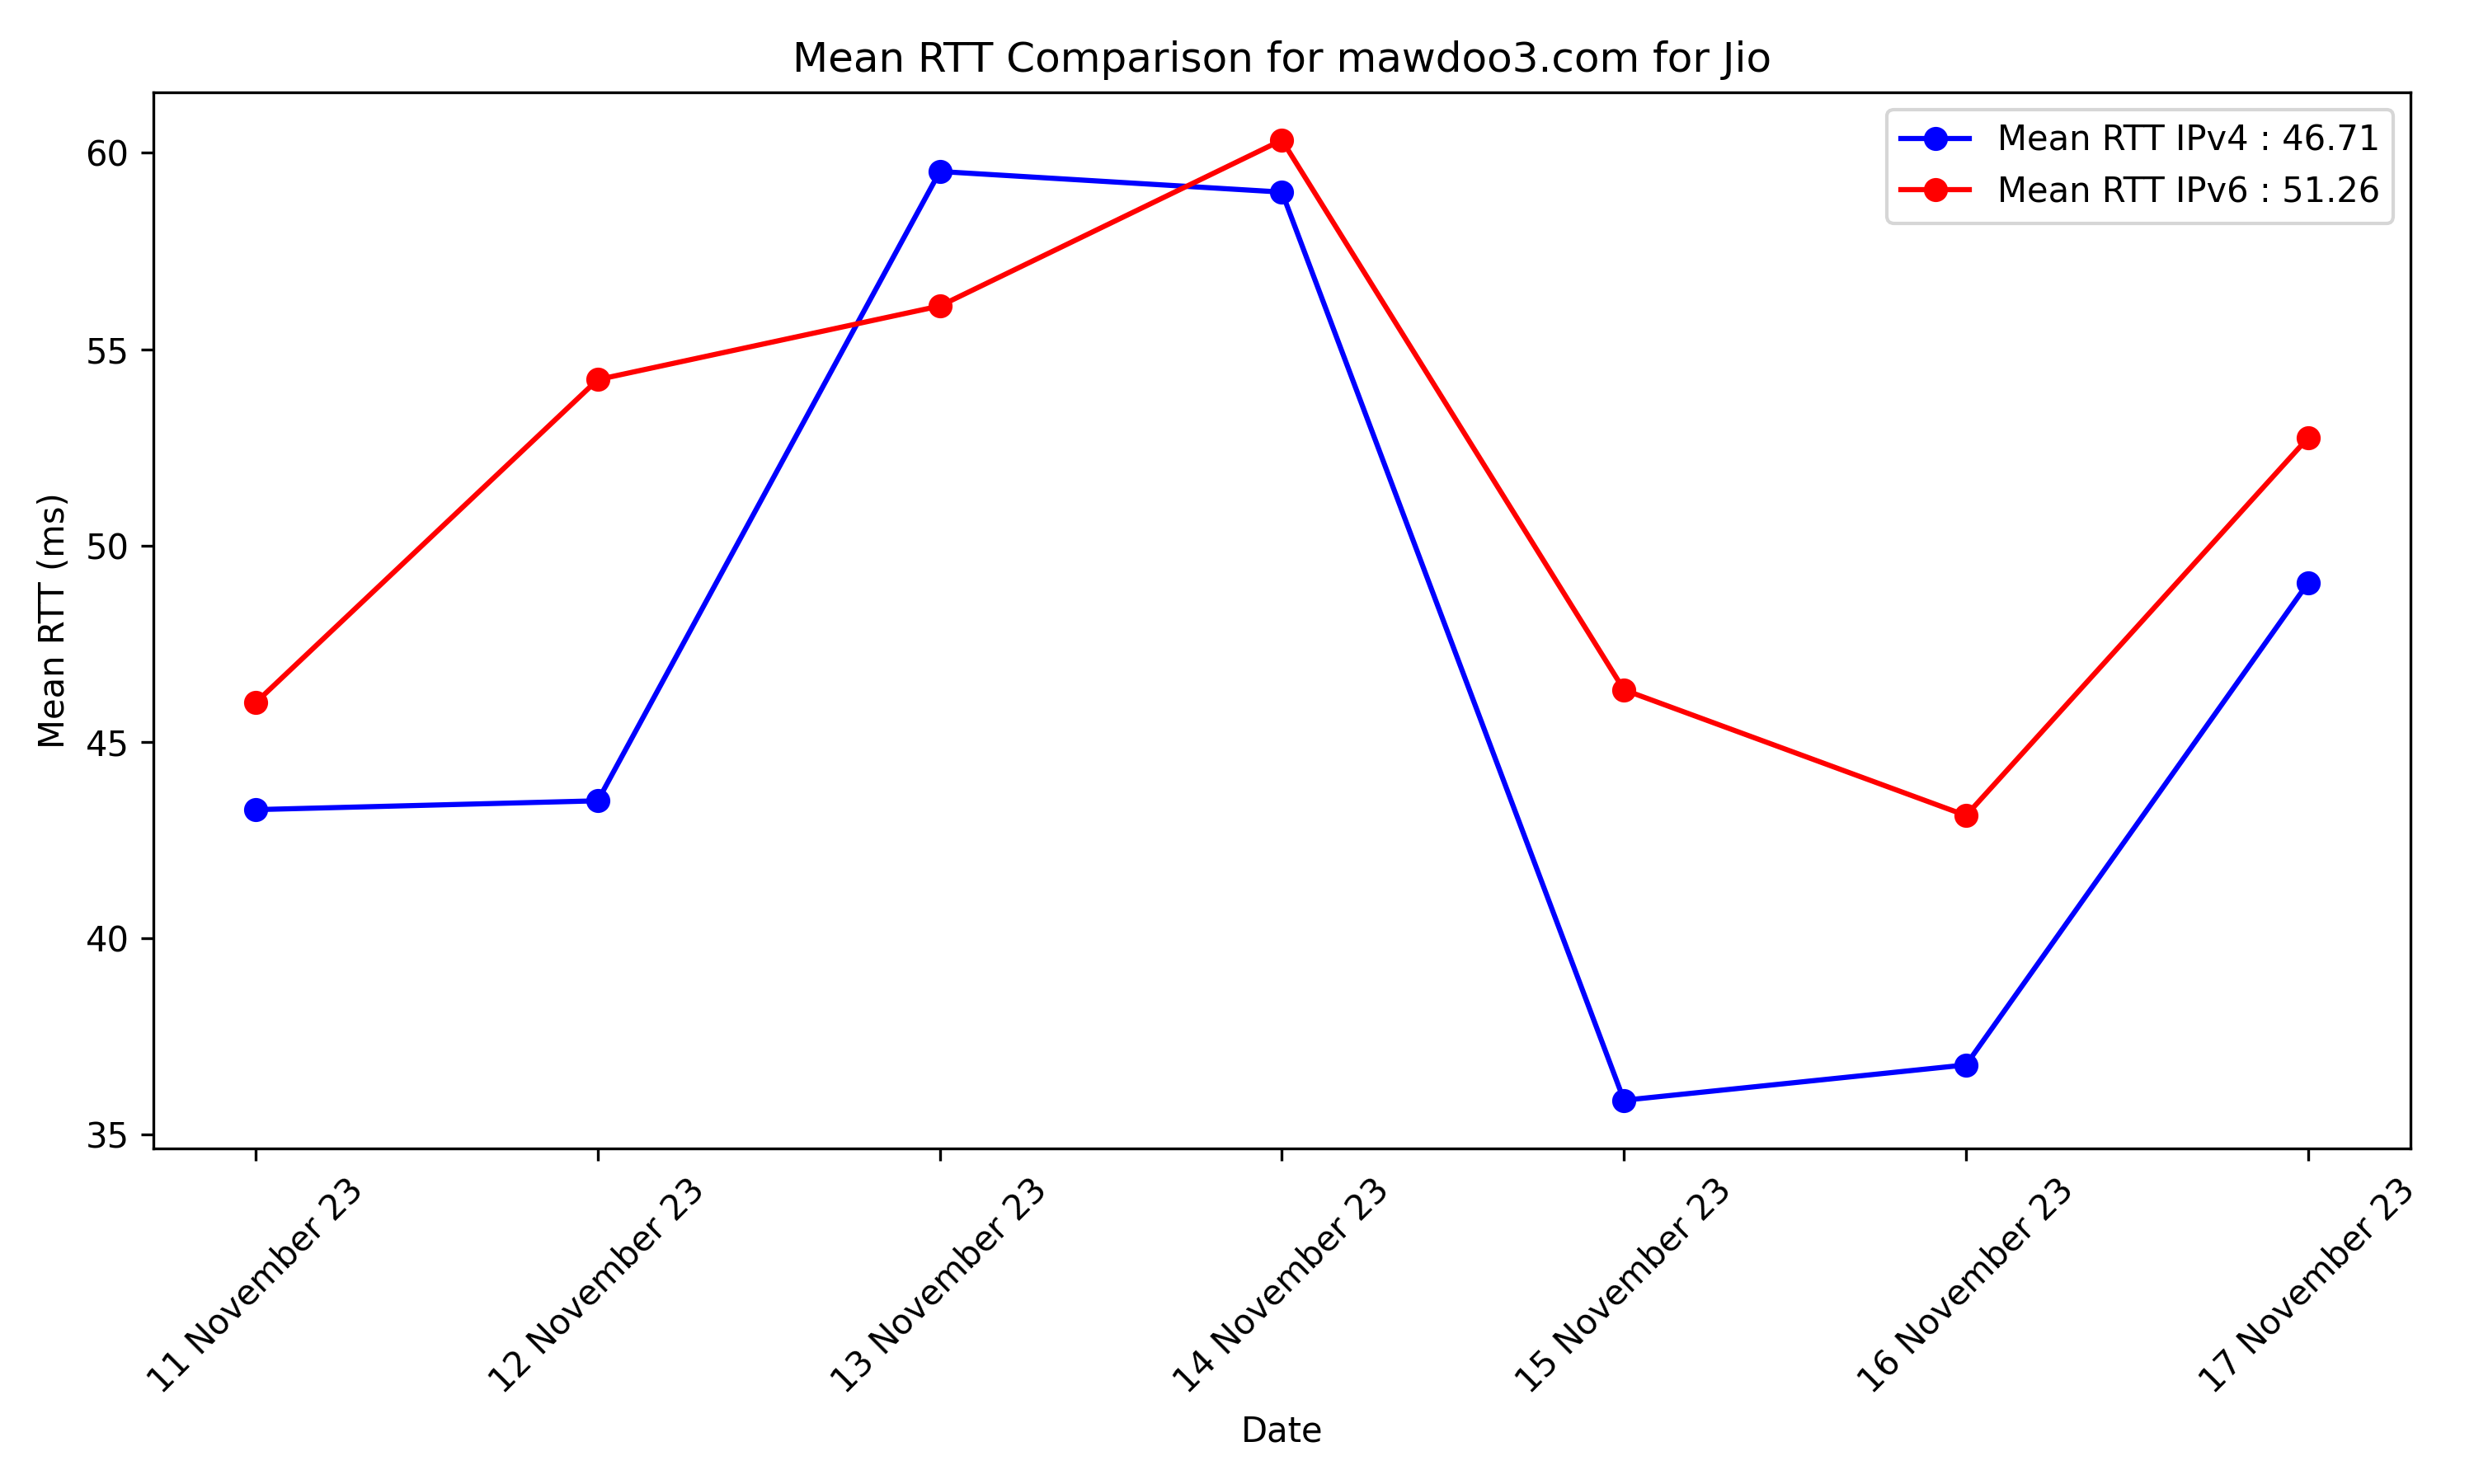 Mean RTT Comparison for mawdoo3.com for Jio
Mean RTT IPv4 : 46.71
Mean RTT IPv6 : 51.26
Mean RTT (ms)
60
55
50
45
40
35
11 November 23
12 November 23
13 November 23
14 November 23
15 November 23
16 November 23
17 November 23
Date